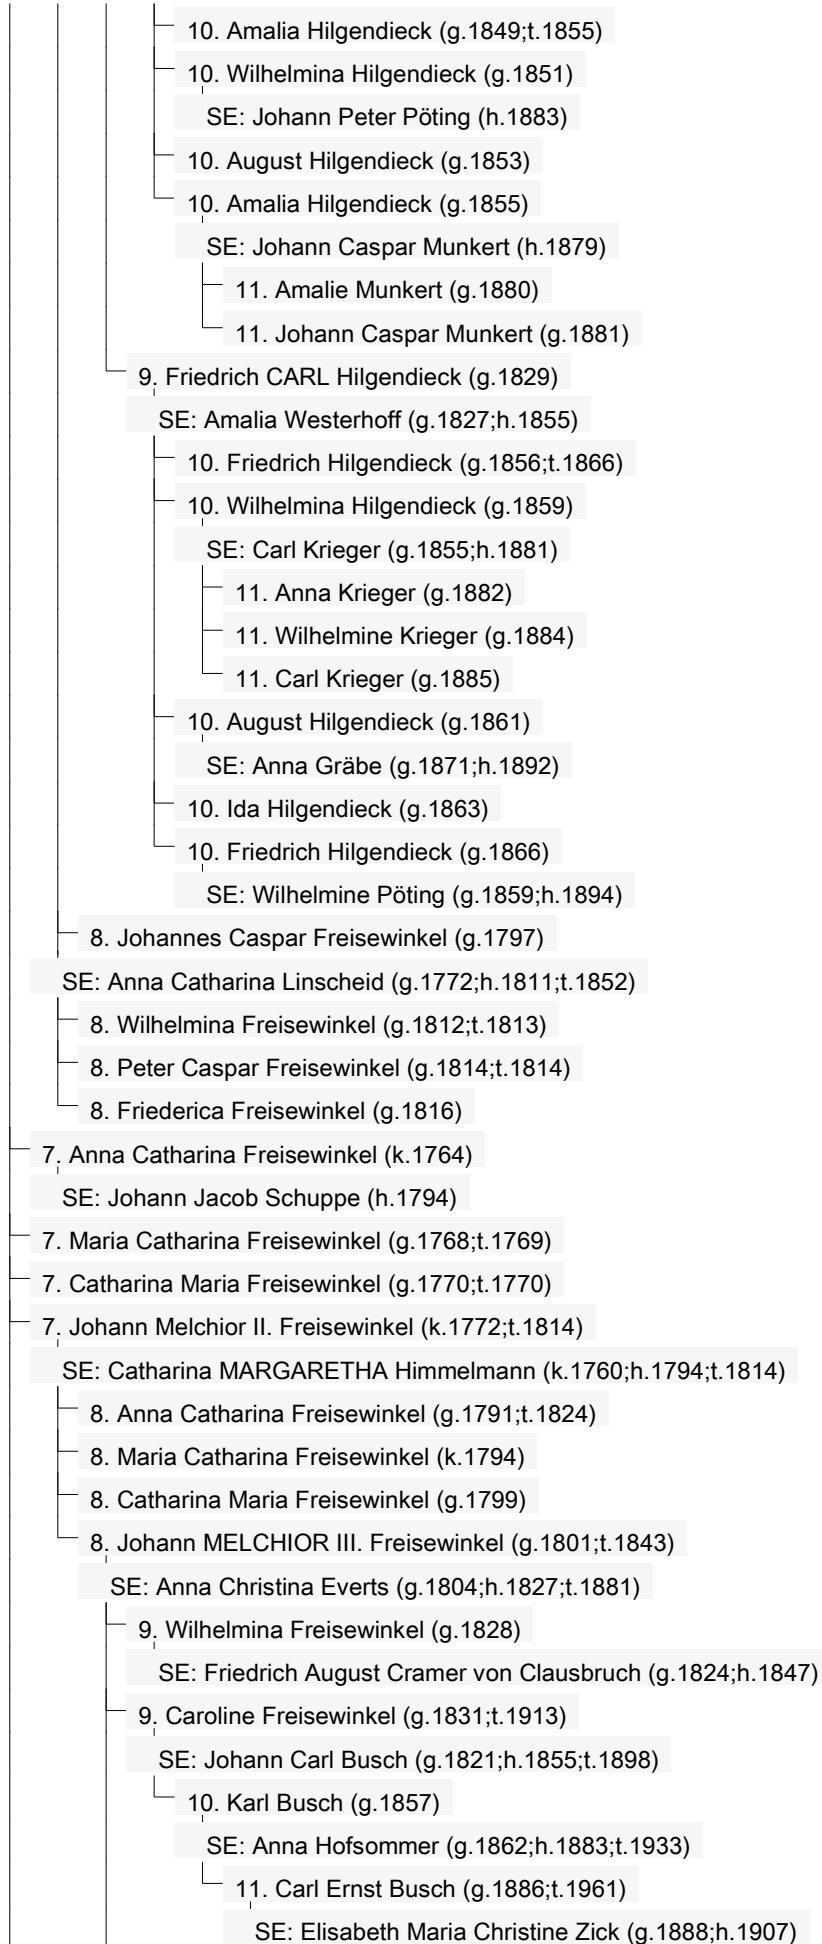 10. Amalia Hilgendieck (g.1849;t.1855)
10. Wilhelmina Hilgendieck (g.1851)
SE: Johann Peter Pöting (h.1883)
10. August Hilgendieck (g.1853)
10. Amalia Hilgendieck (g.1855)
SE: Johann Caspar Munkert (h.1879)
11. Amalie Munkert (g.1880)
11. Johann Caspar Munkert (g.1881)
9. Friedrich CARL Hilgendieck (g.1829)
SE: Amalia Westerhoff (g.1827;h.1855)
10. Friedrich Hilgendieck (g.1856;t.1866)
10. Wilhelmina Hilgendieck (g.1859)
SE: Carl Krieger (g.1855;h.1881)
11. Anna Krieger (g.1882)
11. Wilhelmine Krieger (g.1884)
11. Carl Krieger (g.1885)
10. August Hilgendieck (g.1861)
SE: Anna Gräbe (g.1871;h.1892)
10. Ida Hilgendieck (g.1863)
10. Friedrich Hilgendieck (g.1866)
SE: Wilhelmine Pöting (g.1859;h.1894)
8. Johannes Caspar Freisewinkel (g.1797)
SE: Anna Catharina Linscheid (g.1772;h.1811;t.1852)
8. Wilhelmina Freisewinkel (g.1812;t.1813)
8. Peter Caspar Freisewinkel (g.1814;t.1814)
8. Friederica Freisewinkel (g.1816)
7. Anna Catharina Freisewinkel (k.1764)
SE: Johann Jacob Schuppe (h.1794)
7. Maria Catharina Freisewinkel (g.1768;t.1769)
7. Catharina Maria Freisewinkel (g.1770;t.1770)
7. Johann Melchior II. Freisewinkel (k.1772;t.1814)
SE: Catharina MARGARETHA Himmelmann (k.1760;h.1794;t.1814)
8. Anna Catharina Freisewinkel (g.1791;t.1824)
8. Maria Catharina Freisewinkel (k.1794)
8. Catharina Maria Freisewinkel (g.1799)
8. Johann MELCHIOR III. Freisewinkel (g.1801;t.1843)
SE: Anna Christina Everts (g.1804;h.1827;t.1881)
9. Wilhelmina Freisewinkel (g.1828)
SE: Friedrich August Cramer von Clausbruch (g.1824;h.1847)
9. Caroline Freisewinkel (g.1831;t.1913)
SE: Johann Carl Busch (g.1821;h.1855;t.1898)
10. Karl Busch (g.1857)
SE: Anna Hofsommer (g.1862;h.1883;t.1933)
11. Carl Ernst Busch (g.1886;t.1961)
SE: Elisabeth Maria Christine Zick (g.1888;h.1907)